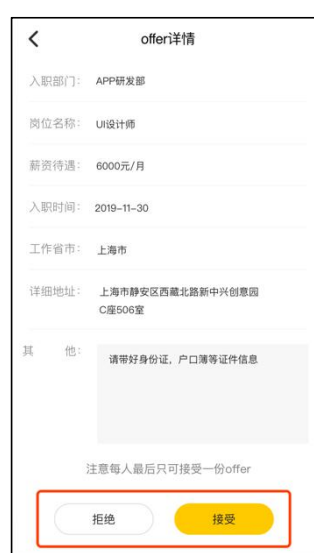 offer详情
入职部门： APP研发部
岗位名称： UI设计师
薪资待遇： 6000元/月
入职时间： 2019-11-30
工作省市： 上海市
详细地址： 上海市静安区西藏北路新中兴创意园
C座506室
其 他： 请带好身份证，户口簿等证件信息
注意每人最后只可接受一份offer
拒绝 接受